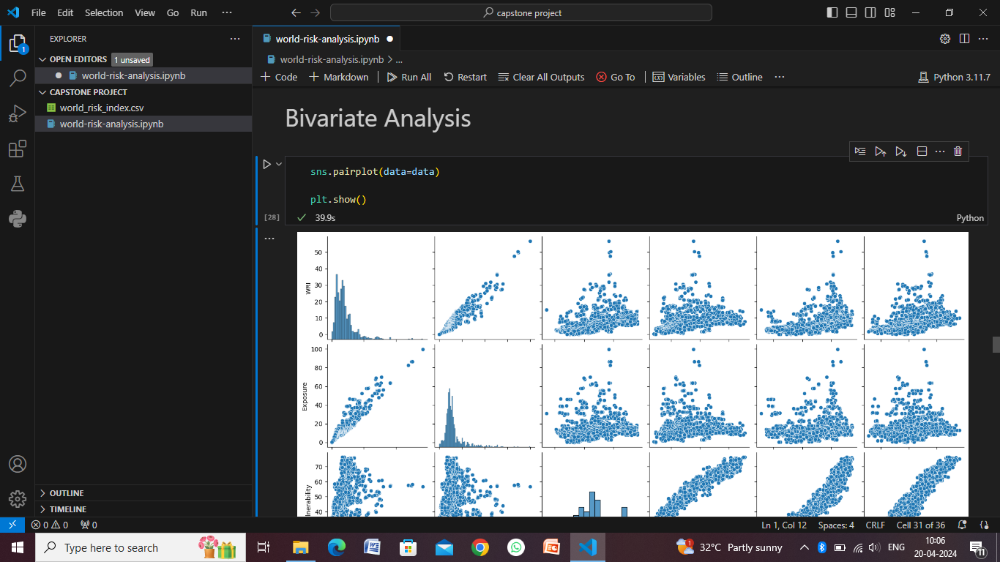 File Edit Selection View Go Run ···
capstone project
EXPLORER ···
OPEN EDITORS 1 unsaved
world-risk-analysis.ipynb
CAPSTONE PROJECT
world_risk_index.csv
world-risk-analysis.ipynb
OUTLINE
TIMELINE
1
world-risk-analysis.ipynb
world-risk-analysis.ipynb > ...
+ Code + Markdown Run All Restart Clear All Outputs Go To Variables Outline ··· Python 3.11.7
Bivariate Analysis
sns.pairplot(data=data)
plt.show()
[28] 39.9s Python
WRI
50
40
30
20
10
0
Exposure
100
80
60
40
20
0
lnerability
70
60
50
40
0 0 0 Ln 1, Col 12 Spaces: 4 CRLF Cell 31 of 36
Type here to search
1 32°C Partly sunny ENG 10:06
20-04-2024 11